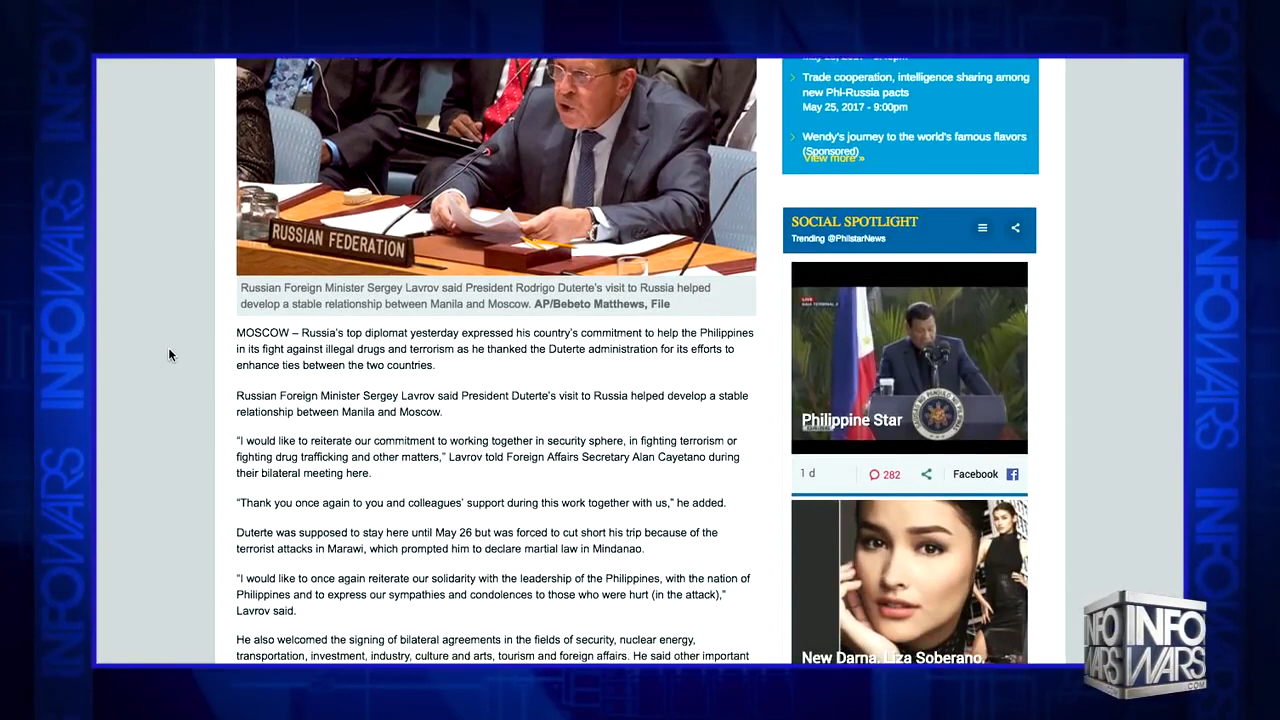 RUSSIAN FEDERATION
Russian Foreign Minister Sergey Lavrov said President Rodrigo Duterte's visit to Russia helped
develop a stable relationship between Manila and Moscow. AP/Bebeto Matthews, File
MOSCOW – Russia's top diplomat yesterday expressed his country's commitment to help the Philippines
in its fight against illegal drugs and terrorism as he thanked the Duterte administration for its efforts to
enhance ties between the two countries.
Russian Foreign Minister Sergey Lavrov said President Duterte's visit to Russia helped develop a stable
relationship between Manila and Moscow.
"I would like to reiterate our commitment to working together in security sphere, in fighting terrorism or
fighting drug trafficking and other matters," Lavrov told Foreign Affairs Secretary Alan Cayetano during
their bilateral meeting here.
"Thank you once again to you and colleagues' support during this work together with us," he added.
Duterte was supposed to stay here until May 26 but was forced to cut short his trip because of the
terrorist attacks in Marawi, which prompted him to declare martial law in Mindanao.
"I would like to once again reiterate our solidarity with the leadership of the Philippines, with the nation of
Philippines and to express our sympathies and condolences to those who were hurt (in the attack),"
Lavrov said.
He also welcomed the signing of bilateral agreements in the fields of security, nuclear energy,
transportation, investment, industry, culture and arts, tourism and foreign affairs. He said other important
Trade cooperation, intelligence sharing among
new Phl-Russia pacts
May 25, 2017 - 9:00pm
Wendy's journey to the world's famous flavors
(Sponsored)
View more »
SOCIAL SPOTLIGHT
Trending @PhilstarNews
LIVE
Philippine Star
1 d
282
Facebook
New Darna, Liza Soberano,
INFOWARS
INFOWARS
INFOWARS
INFOWARS
INFOWARS
INFOWARS
INFO
WARS
INFO
WARS
.COM